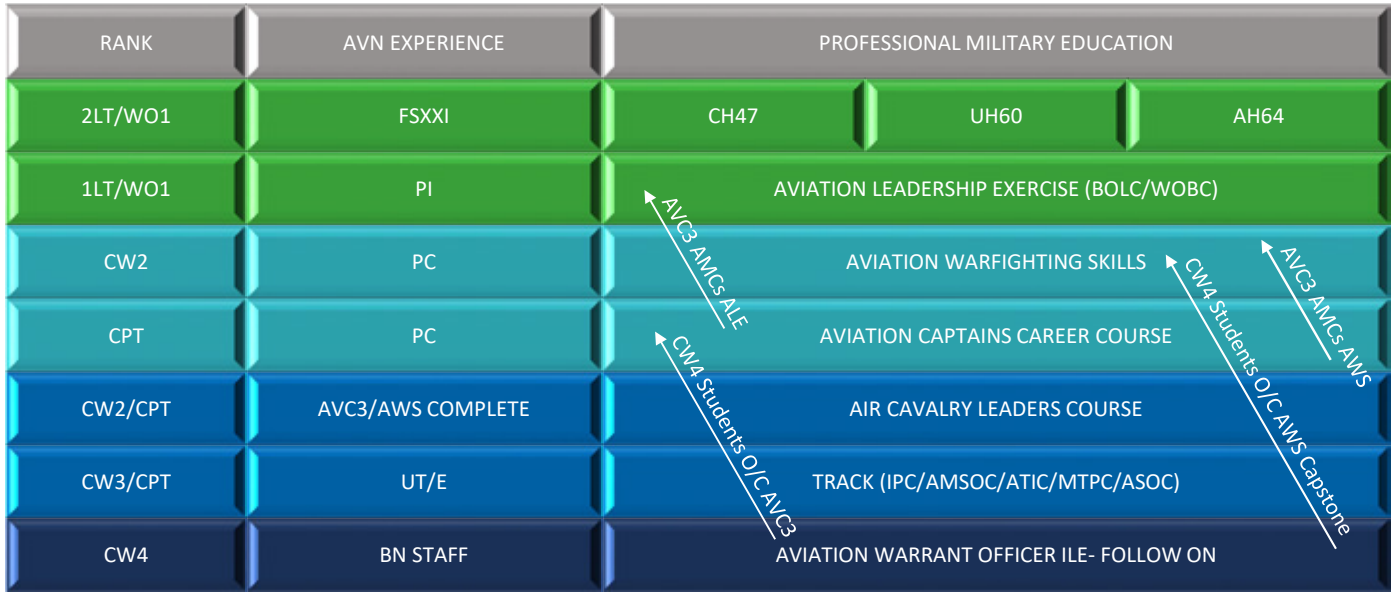 RANK AVN EXPERIENCE PROFESSIONAL MILITARY EDUCATION
2LT/WO1 FSXXI CH47 UH60 AH64
1LT/WO1 PI AVIATION LEADERSHIP EXERCISE (BOLC/WOBC)
CW2 PC AVIATION WARFIGHTING SKILLS
CPT PC AVIATION CAPTAINS CAREER COURSE
CW2/CPT AVC3/AWS COMPLETE AIR CAVALRY LEADERS COURSE
CW3/CPT UT/E TRACK (IPC/AMSOC/ATIC/MTPC/ASOC)
CW4 BN STAFF AVIATION WARRANT OFFICER ILE- FOLLOW ON
AVC3 AMCs ALE
CW4 Students O/C AVC3
CW4 Students O/C AWS Capstone
AVC3 AMCs AWS